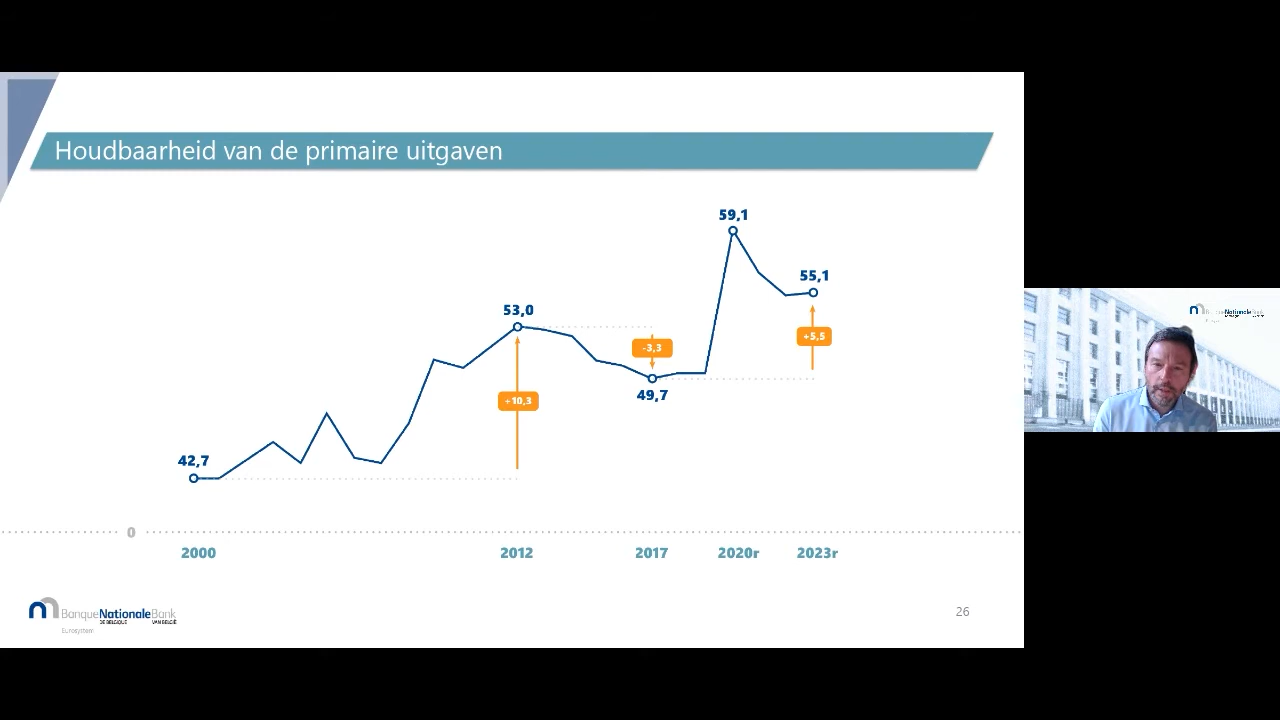 Houdbaarheid van de primaire uitgaven
59,1
55,1
53,0
+5,5
-3,3
49,7
+10,3
42,7
0
2000
2012
2017
2020r
2023r
BanqueNationaleBank
DE BELGIQUE VAN BELGIË
Eurosystem
26
BanqueNationaleBank